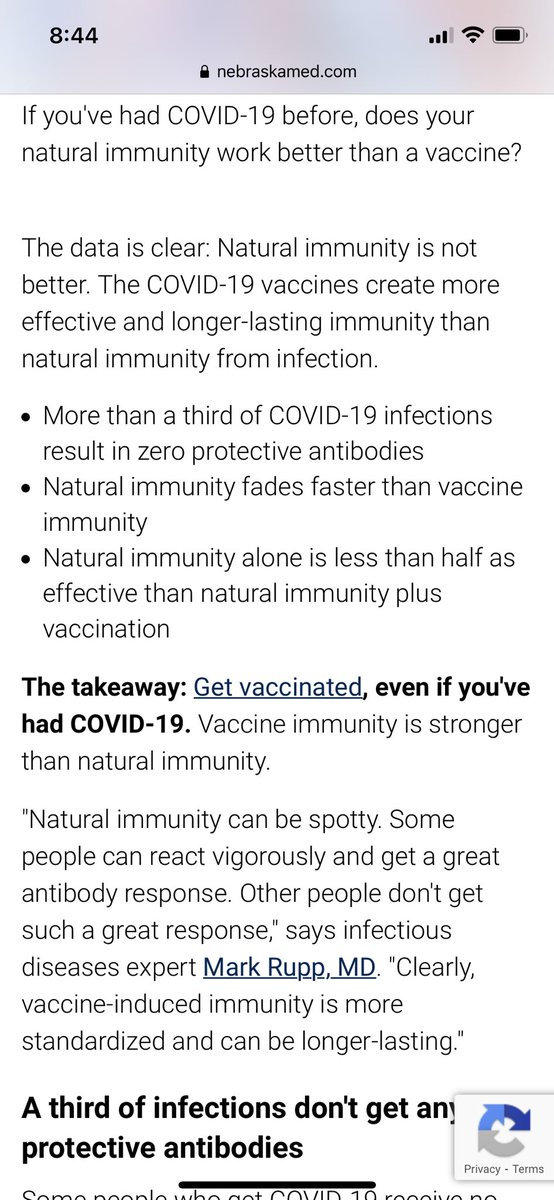 8:44
nebraskamed.com
If you've had COVID-19 before, does your
natural immunity work better than a vaccine?
The data is clear: Natural immunity is not
better. The COVID-19 vaccines create more
effective and longer-lasting immunity than
natural immunity from infection.
• More than a third of COVID-19 infections
result in zero protective antibodies
• Natural immunity fades faster than vaccine
immunity
• Natural immunity alone is less than half as
effective than natural immunity plus
vaccination
The takeaway: Get vaccinated, even if you've
had COVID-19. Vaccine immunity is stronger
than natural immunity.
"Natural immunity can be spotty. Some
people can react vigorously and get a great
antibody response. Other people don't get
such a great response," says infectious
diseases expert Mark Rupp, MD. "Clearly,
vaccine-induced immunity is more
standardized and can be longer-lasting."
A third of infections don't get any
protective antibodies
Privacy - Terms
Some people who get COVID-19 receive no